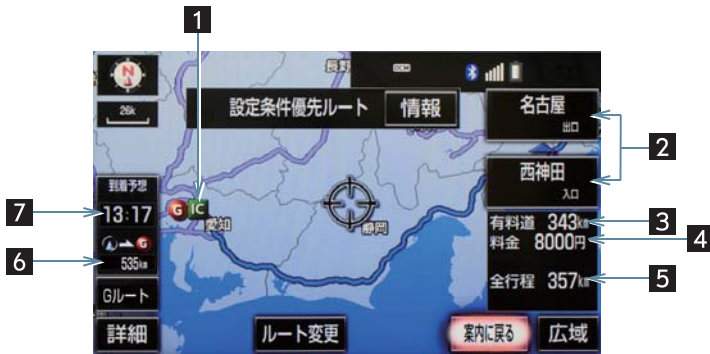 1
長野
DCM
N
26k
設定条件優先ルート 情報
名古屋
出口
2
西神田
入口
到着予想
13:17
7
G IC
愛知
静岡
有料道 343km
3
料金 8000円
4
G
535km
6
全行程 357km
5
Gルート
詳細
ルート変更
案内に戻る
広域